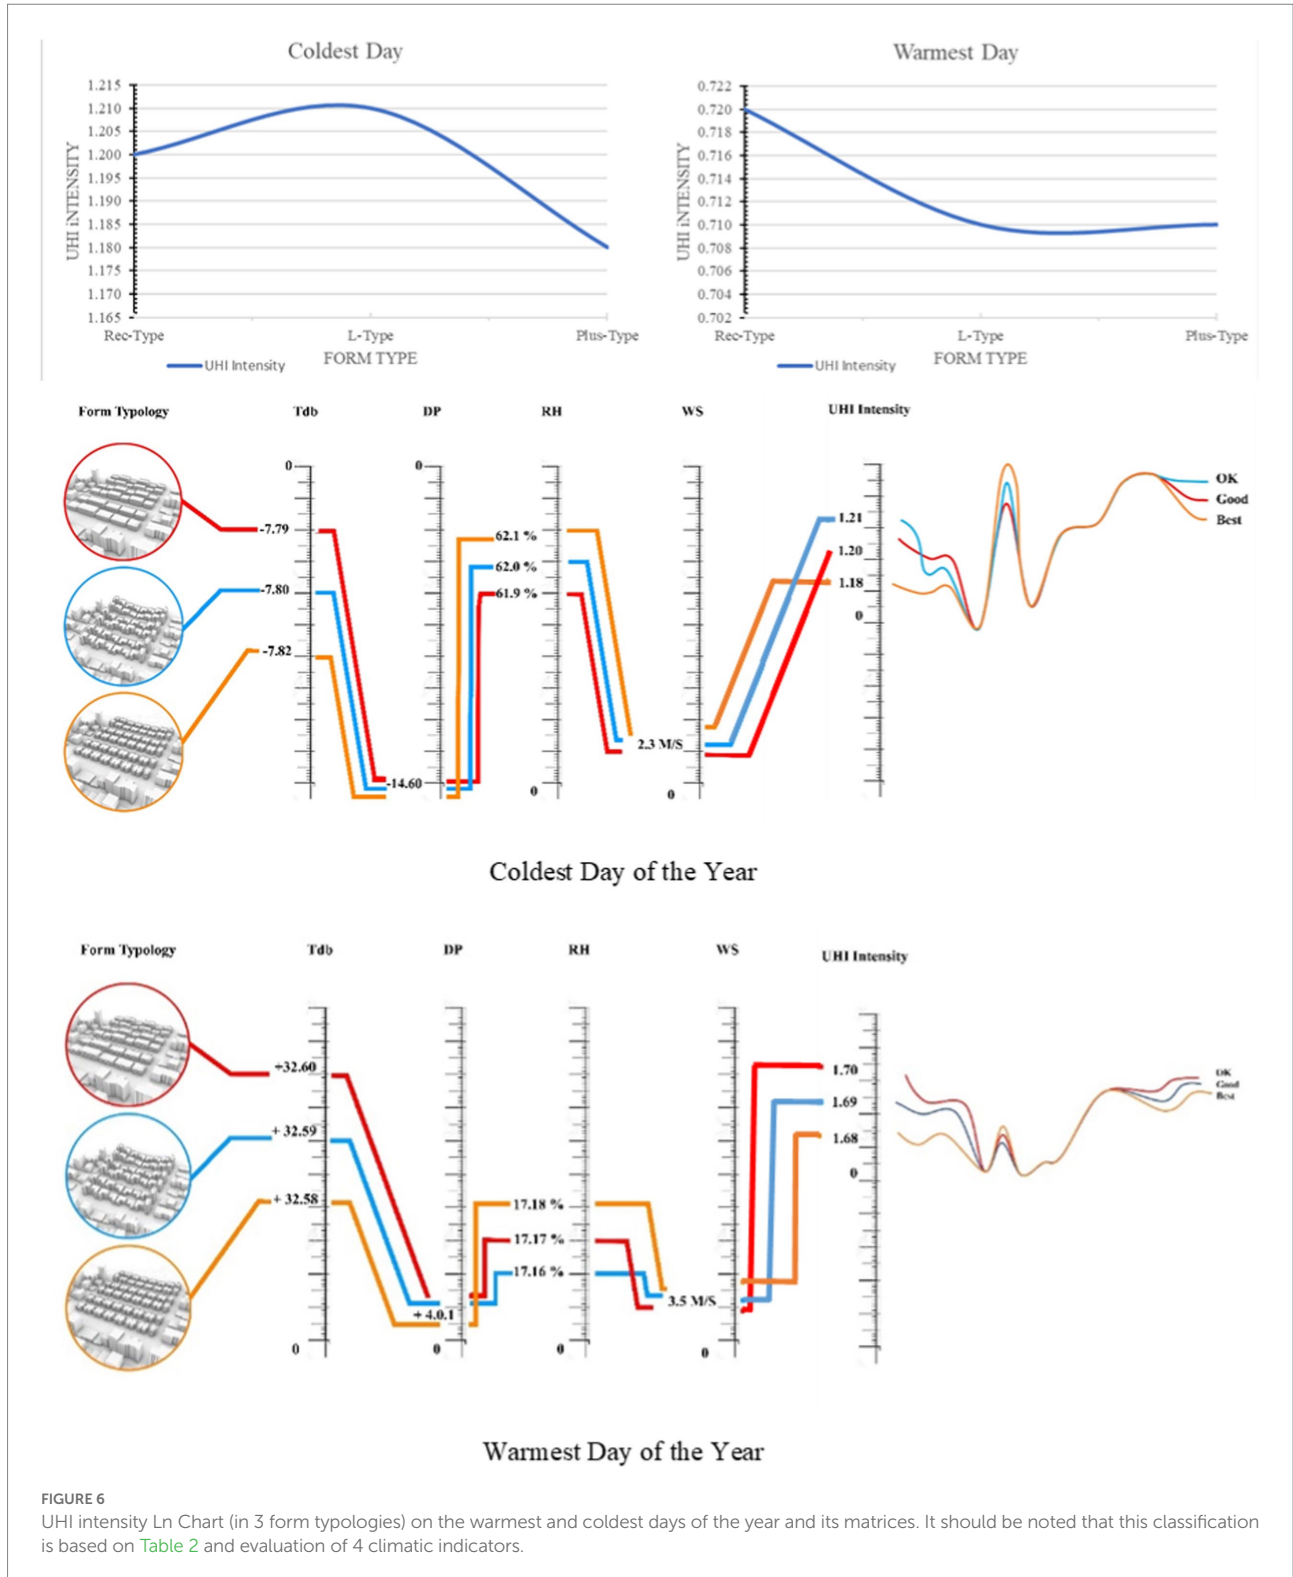 Coldest Day
1.215
1.210
1.205
1.200
1.195
1.190
1.185
1.180
1.175
1.170
1.165
UHI iNTENSITY
Rec-Type L-Type Plus-Type
FORM TYPE
UHI Intensity
Warmest Day
0.722
0.720
0.718
0.716
0.714
0.712
0.710
0.708
0.706
0.704
0.702
UHI iNTENSITY
Rec-Type L-Type Plus-Type
FORM TYPE
UHI Intensity
Form Typology Tdb DP RH WS UHI Intensity
0 0
-7.79
-7.80
-7.82
-14.60
62.1 %
62.0 %
61.9 %
0
2.3 M/S
0
1.21
1.20
1.18
0
OK
Good
Best
Coldest Day of the Year
Form Typology Tdb DP RH WS UHI Intensity
+32.60
+ 32.59
+ 32.58
0
+ 4.0.1
0
17.18 %
17.17 %
17.16 %
0
3.5 M/S
0
1.70
1.69
1.68
0
OK
Good
Best
Warmest Day of the Year
FIGURE 6
UHI intensity Ln Chart (in 3 form typologies) on the warmest and coldest days of the year and its matrices. It should be noted that this classification
is based on Table 2 and evaluation of 4 climatic indicators.